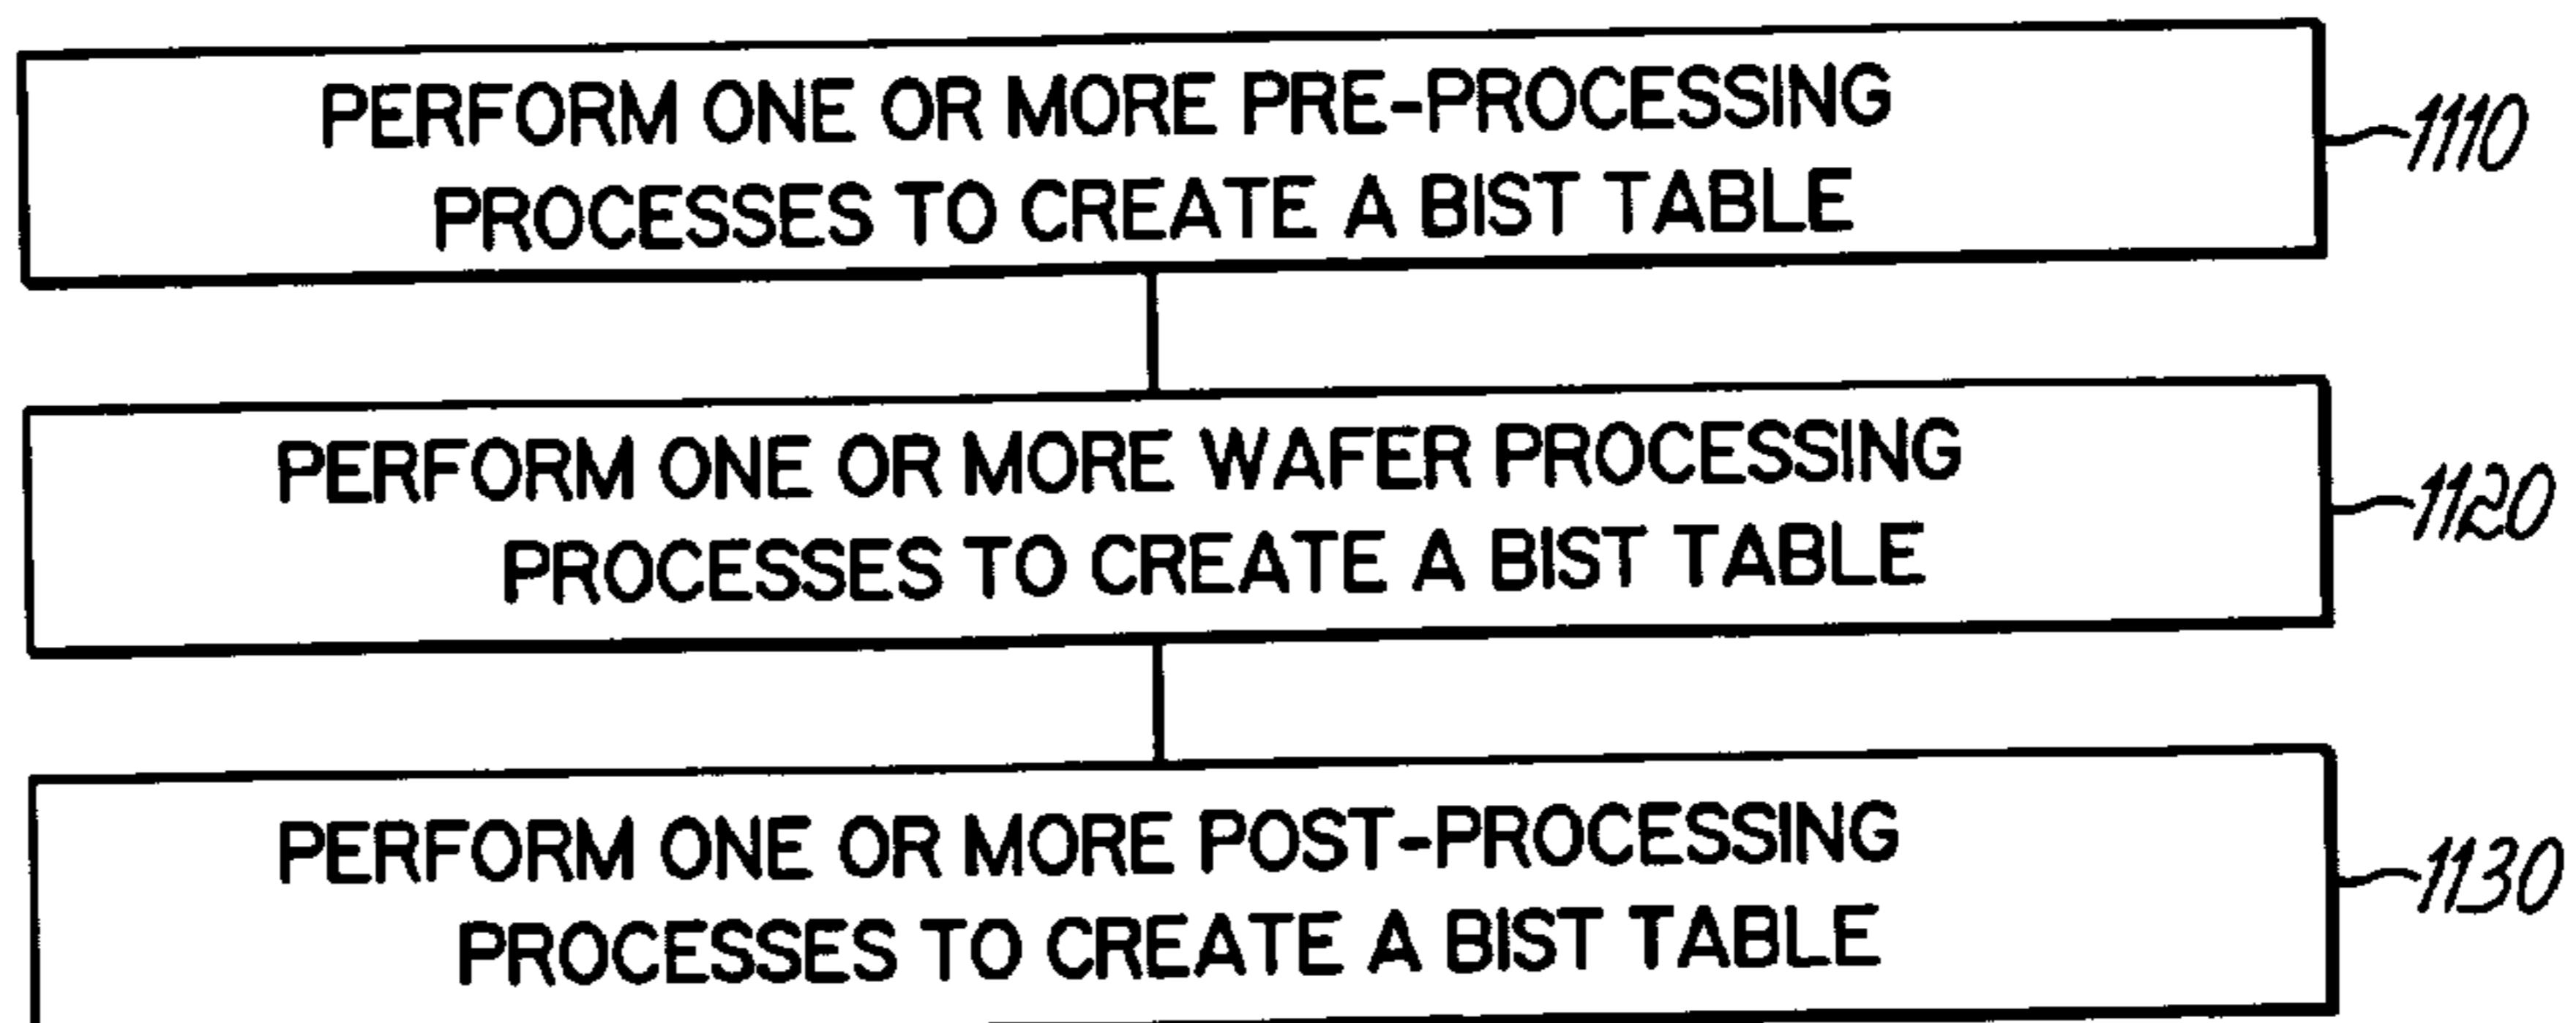 PERFORM ONE OR MORE PRE-PROCESSING
PROCESSES TO CREATE A BIST TABLE
1110
PERFORM ONE OR MORE WAFER PROCESSING
PROCESSES TO CREATE A BIST TABLE
1120
PERFORM ONE OR MORE POST-PROCESSING
PROCESSES TO CREATE A BIST TABLE
1130